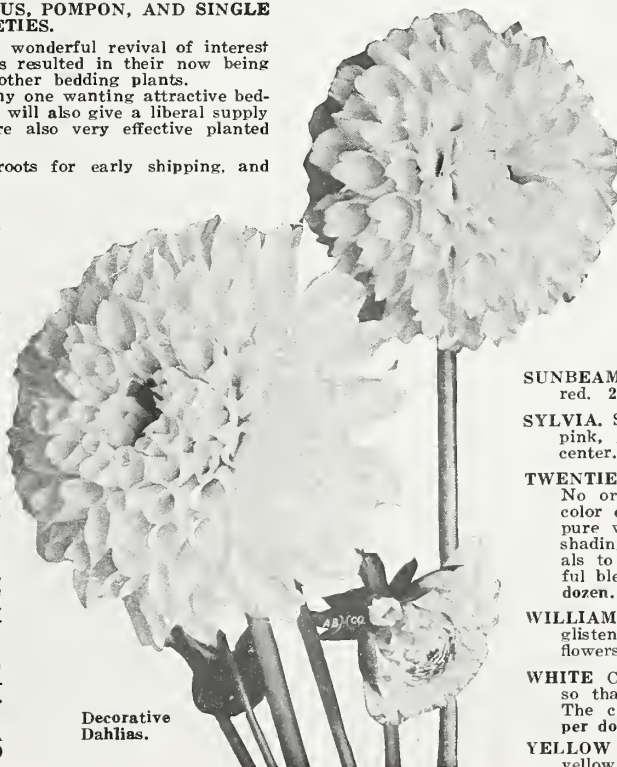 US, POMPON, AND SINGLE
ETIES.
wonderful revival of interest
s resulted in their now being
other bedding plants.
ny one wanting attractive bed-
will also give a liberal supply
re also very effective planted
roots for early shipping, and
A.B.M.CO.
Decorative
Dahlias.
SUNBEAM
red. 2
SYLVIA. S
pink,
center.
TWENTIE
No or
color
pure
shadin
als to
ful ble
dozen.
WILLIAM
glisten
flowers
WHITE C
so tha
The c
per do
YELLOW
yellow